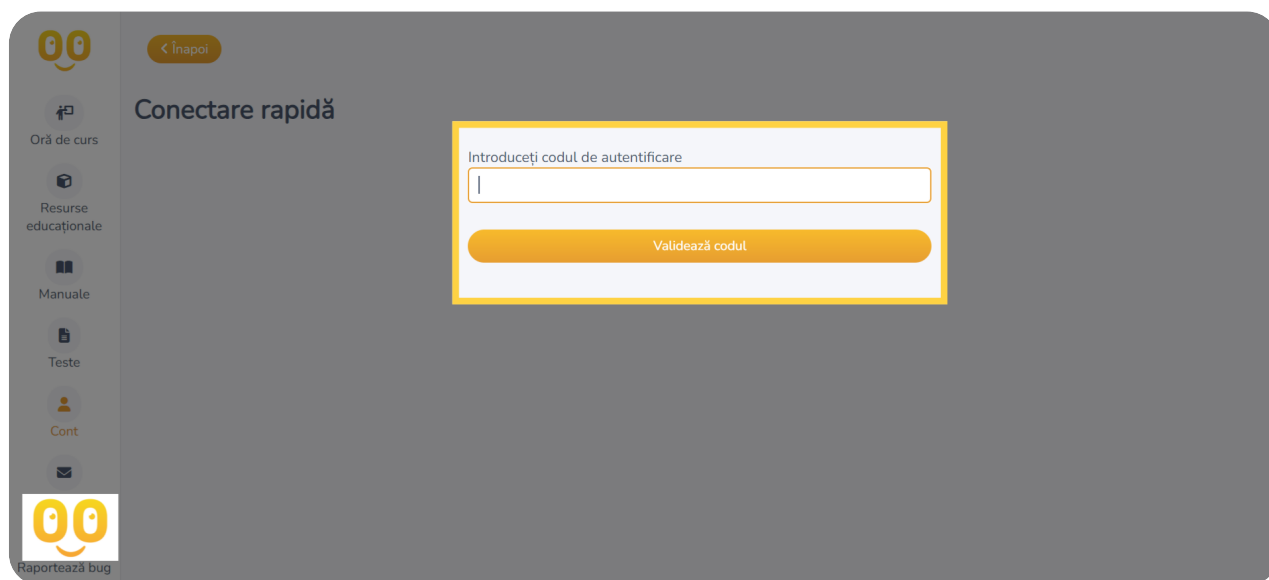 Înapoi
Conectare rapidă
Oră de curs
Resurse
educaționale
Manuale
Teste
Cont
Raportează bug
Introduceți codul de autentificare
Validează codul